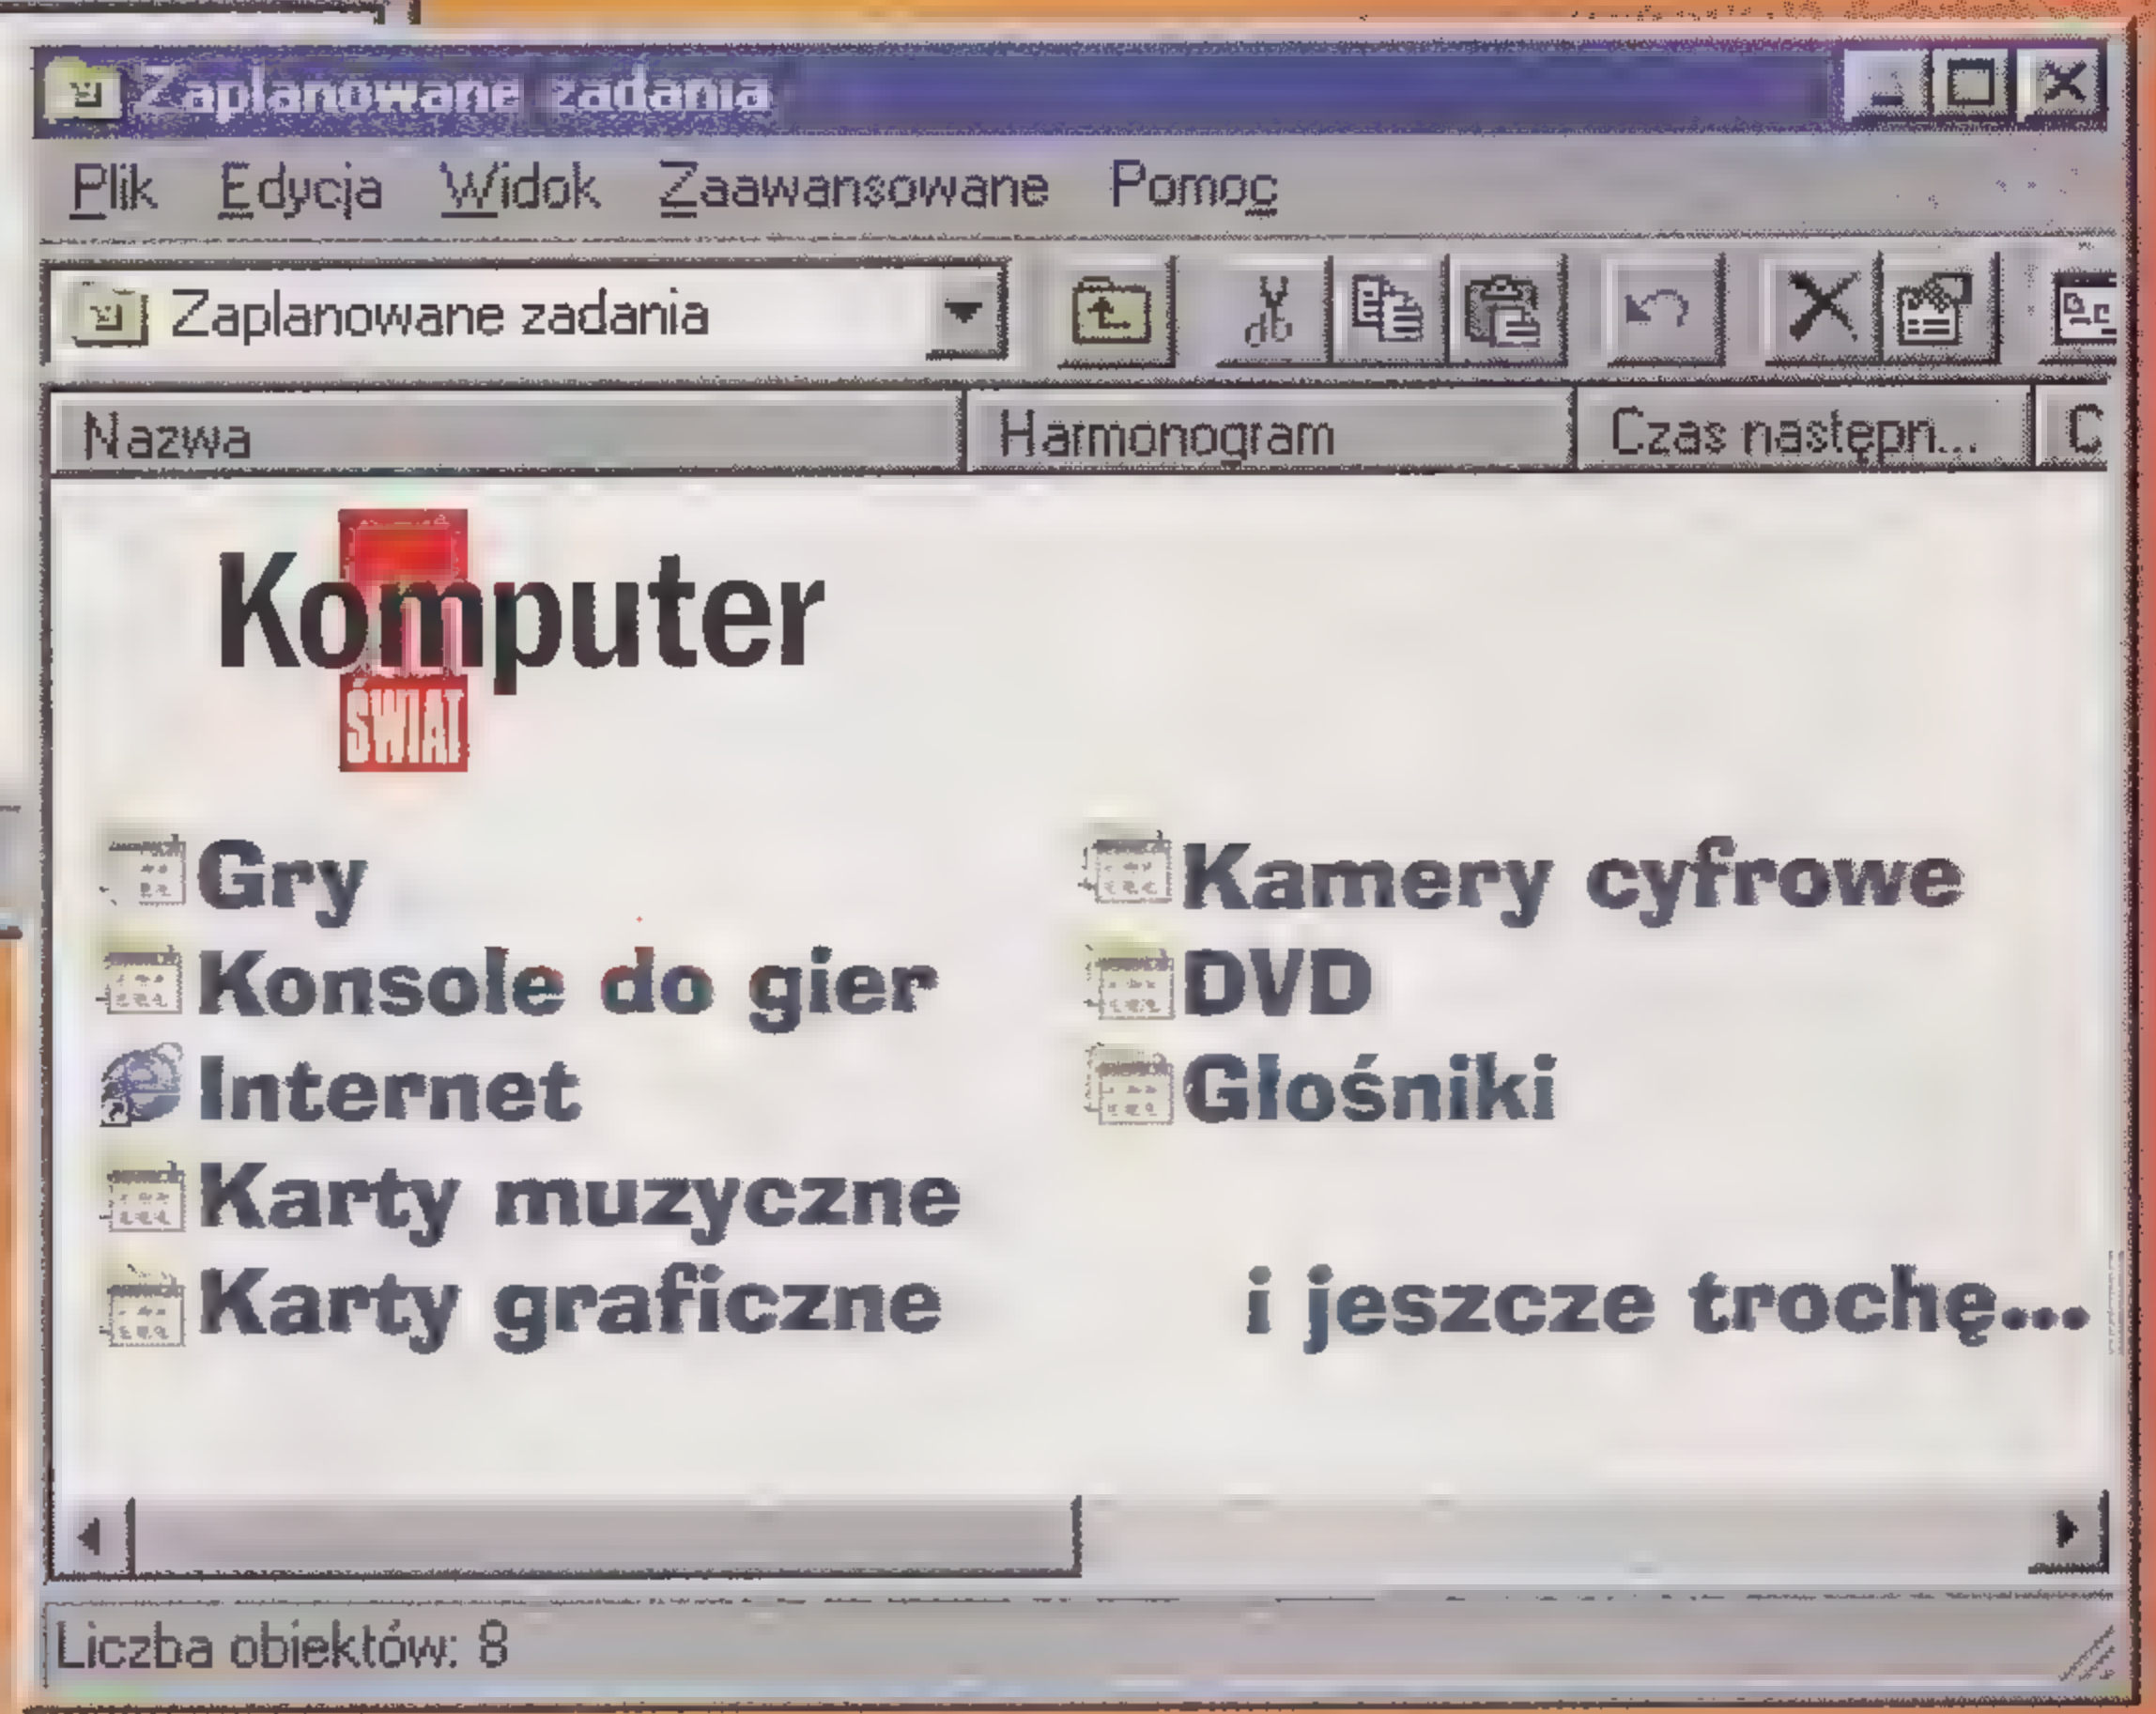 Zaplanowane zadania
Plik Edycja Widok Zaawansowane Pomoc
Zaplanowane zadania
Nazwa Harmonogram Czas następn... C
Komputer
ŚWIAT
Gry
Konsole do gier
Internet
Karty muzyczne
Karty graficzne
Kamery cyfrowe
DVD
Głośniki
i jeszcze trochę...
Liczba obiektów: 8